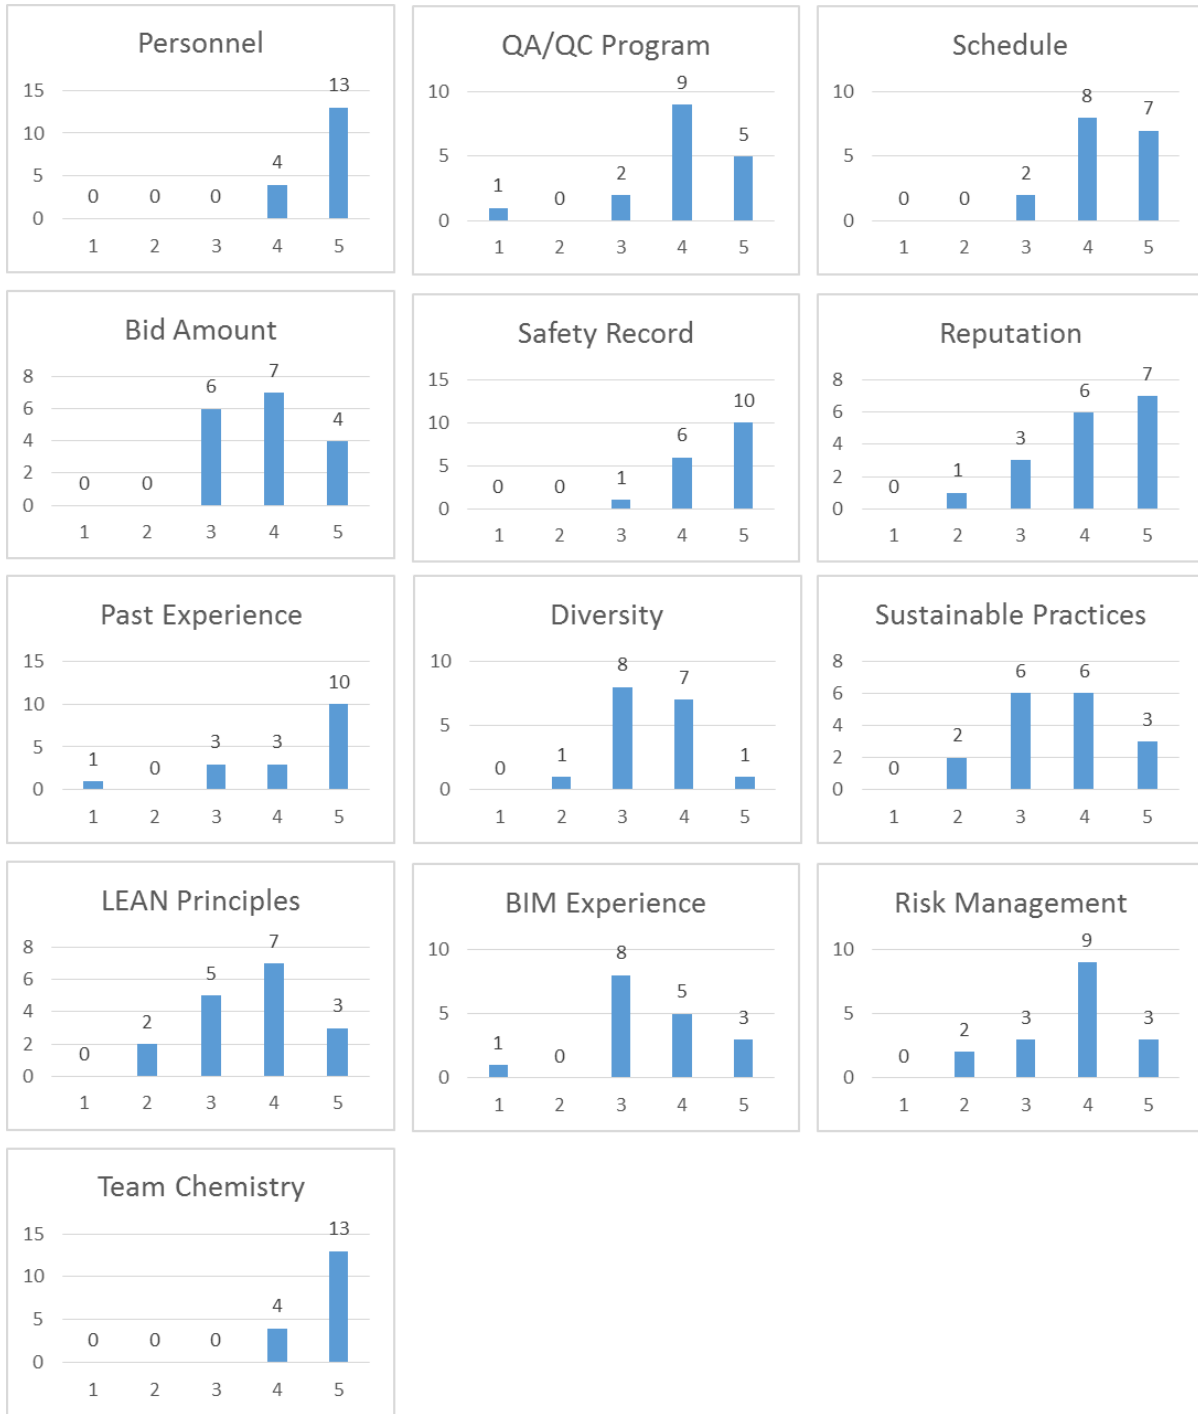 Personnel
15
10
5
0
0 0 0 4 13
1 2 3 4 5
QA/QC Program
10
5
0
1 0 2 9 5
1 2 3 4 5
Schedule
10
5
0
0 0 2 8 7
1 2 3 4 5
Bid Amount
8
6
4
2
0
0 0 6 7 4
1 2 3 4 5
Safety Record
15
10
5
0
0 0 1 6 10
1 2 3 4 5
Reputation
8
6
4
2
0
0 1 3 6 7
1 2 3 4 5
Past Experience
15
10
5
0
1 0 3 3 10
1 2 3 4 5
Diversity
10
5
0
0 1 8 7 1
1 2 3 4 5
Sustainable Practices
8
6
4
2
0
0 2 6 6 3
1 2 3 4 5
LEAN Principles
8
6
4
2
0
0 2 5 7 3
1 2 3 4 5
BIM Experience
10
5
0
1 0 8 5 3
1 2 3 4 5
Risk Management
10
5
0
0 2 3 9 3
1 2 3 4 5
Team Chemistry
15
10
5
0
0 0 0 4 13
1 2 3 4 5